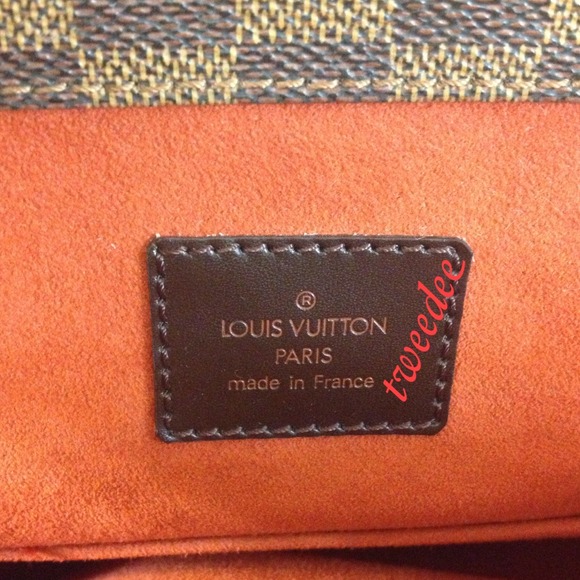 ®
LOUIS VUITTON
PARIS
made in France
tweedee